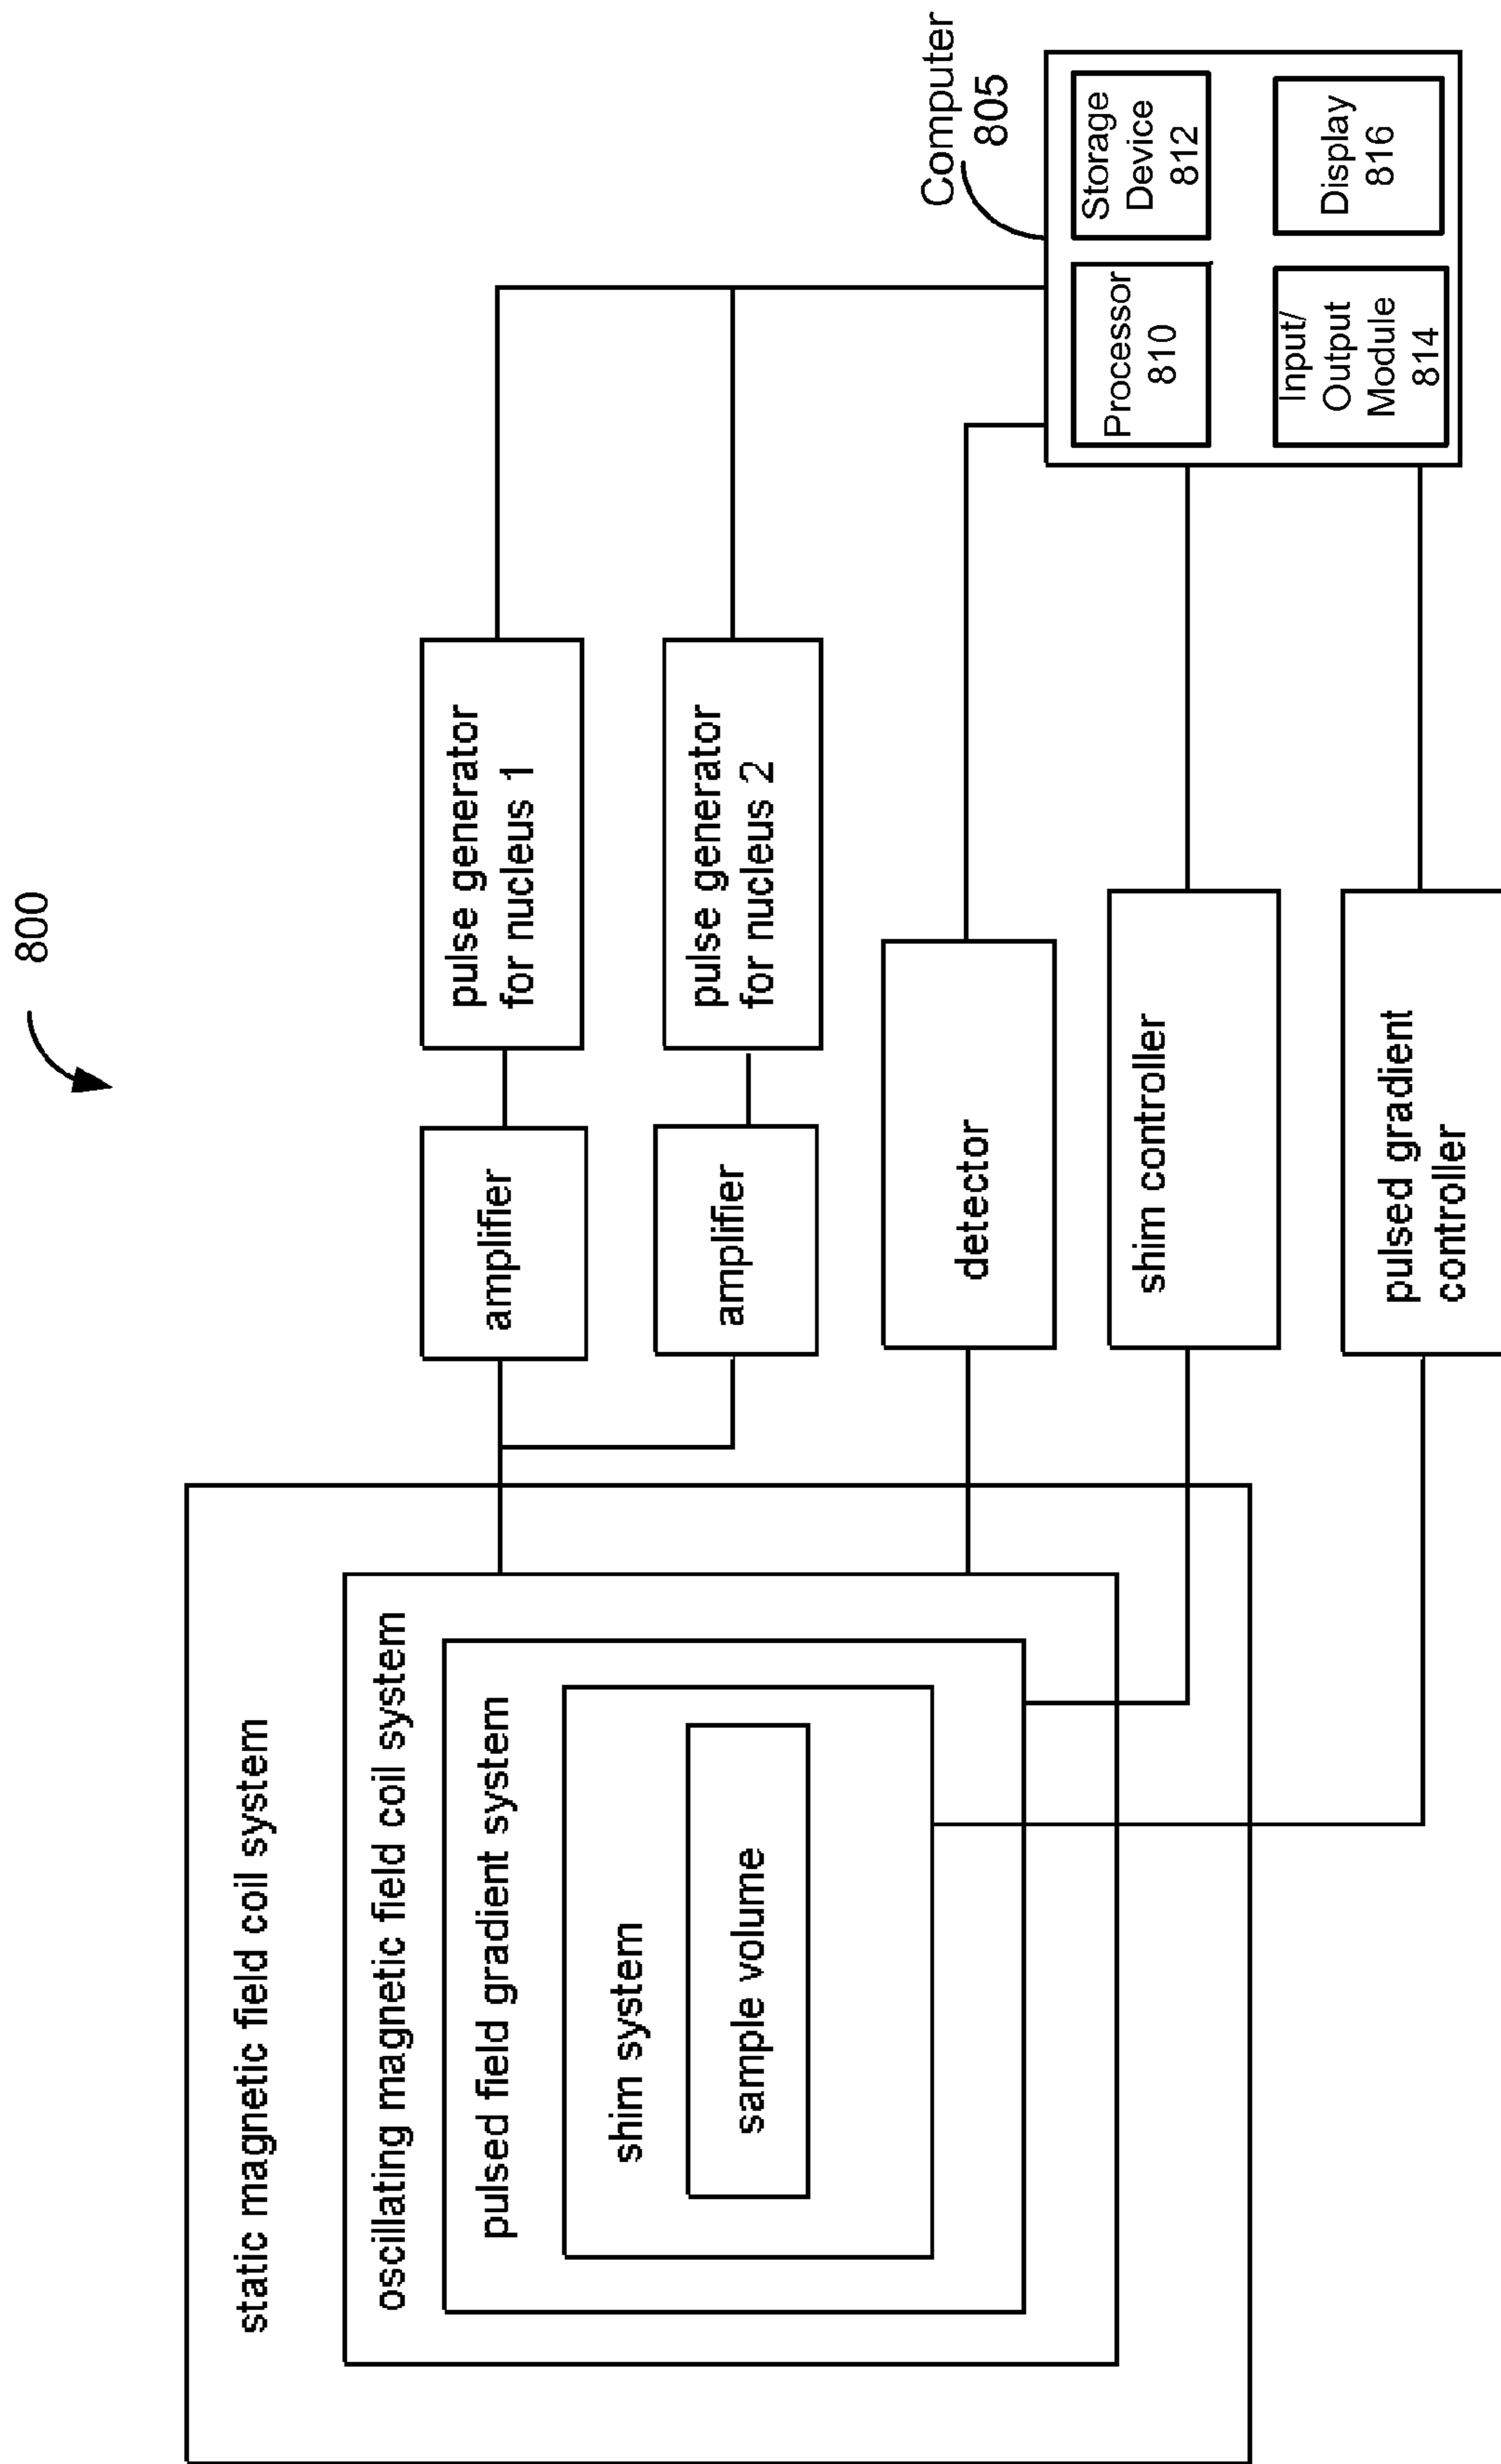 800
static magnetic field coil system
oscillating magnetic field coil system
pulsed field gradient system
shim system
sample volume
amplifier
pulse generator
for nucleus 1
amplifier
pulse generator
for nucleus 2
detector
shim controller
pulsed gradient
controller
Computer
805
Processor
810
Storage
Device
812
Input/
Output
Module
814
Display
816